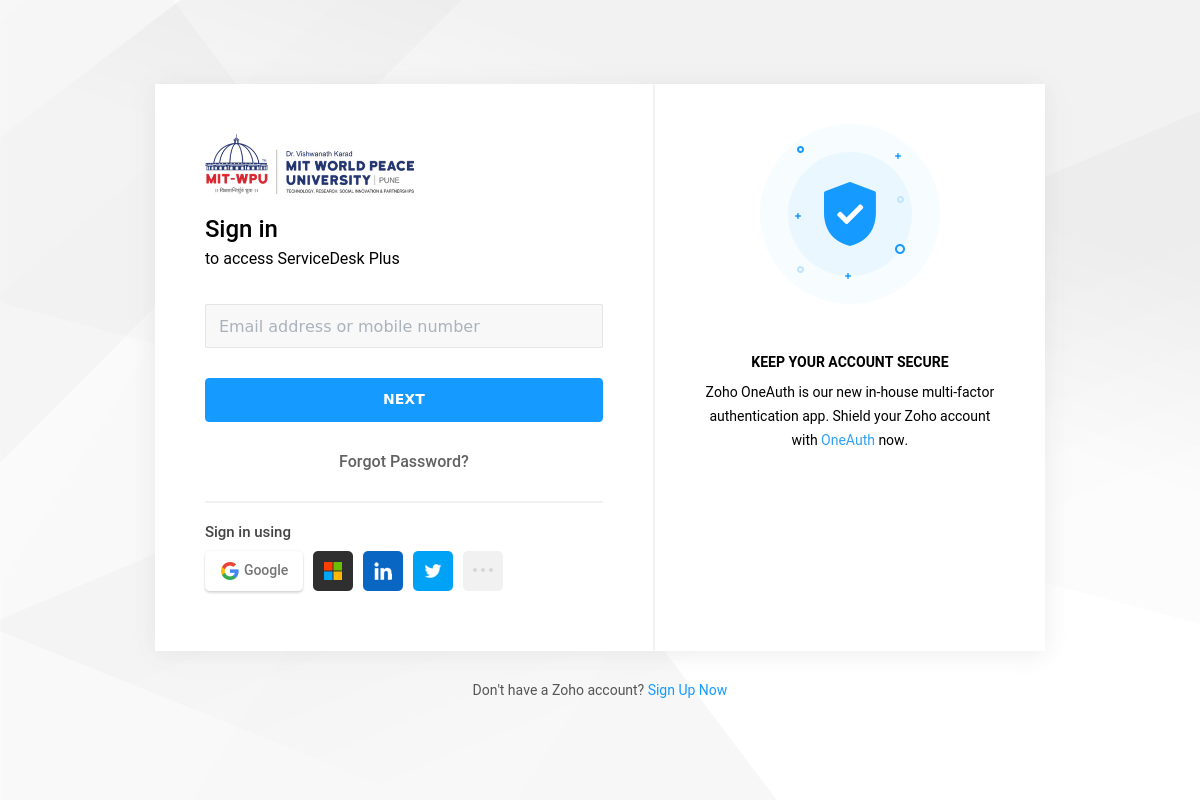 Dr. Vishwanath Karad
MIT WORLD PEACE
UNIVERSITY | PUNE
TECHNOLOGY, RESEARCH, SOCIAL INNOVATION & PARTNERSHIPS
MIT-WPU
Sign in
to access ServiceDesk Plus
Email address or mobile number
NEXT
Forgot Password?
Sign in using
Google
in
KEEP YOUR ACCOUNT SECURE
Zoho OneAuth is our new in-house multi-factor
authentication app. Shield your Zoho account
with OneAuth now.
Don't have a Zoho account? Sign Up Now